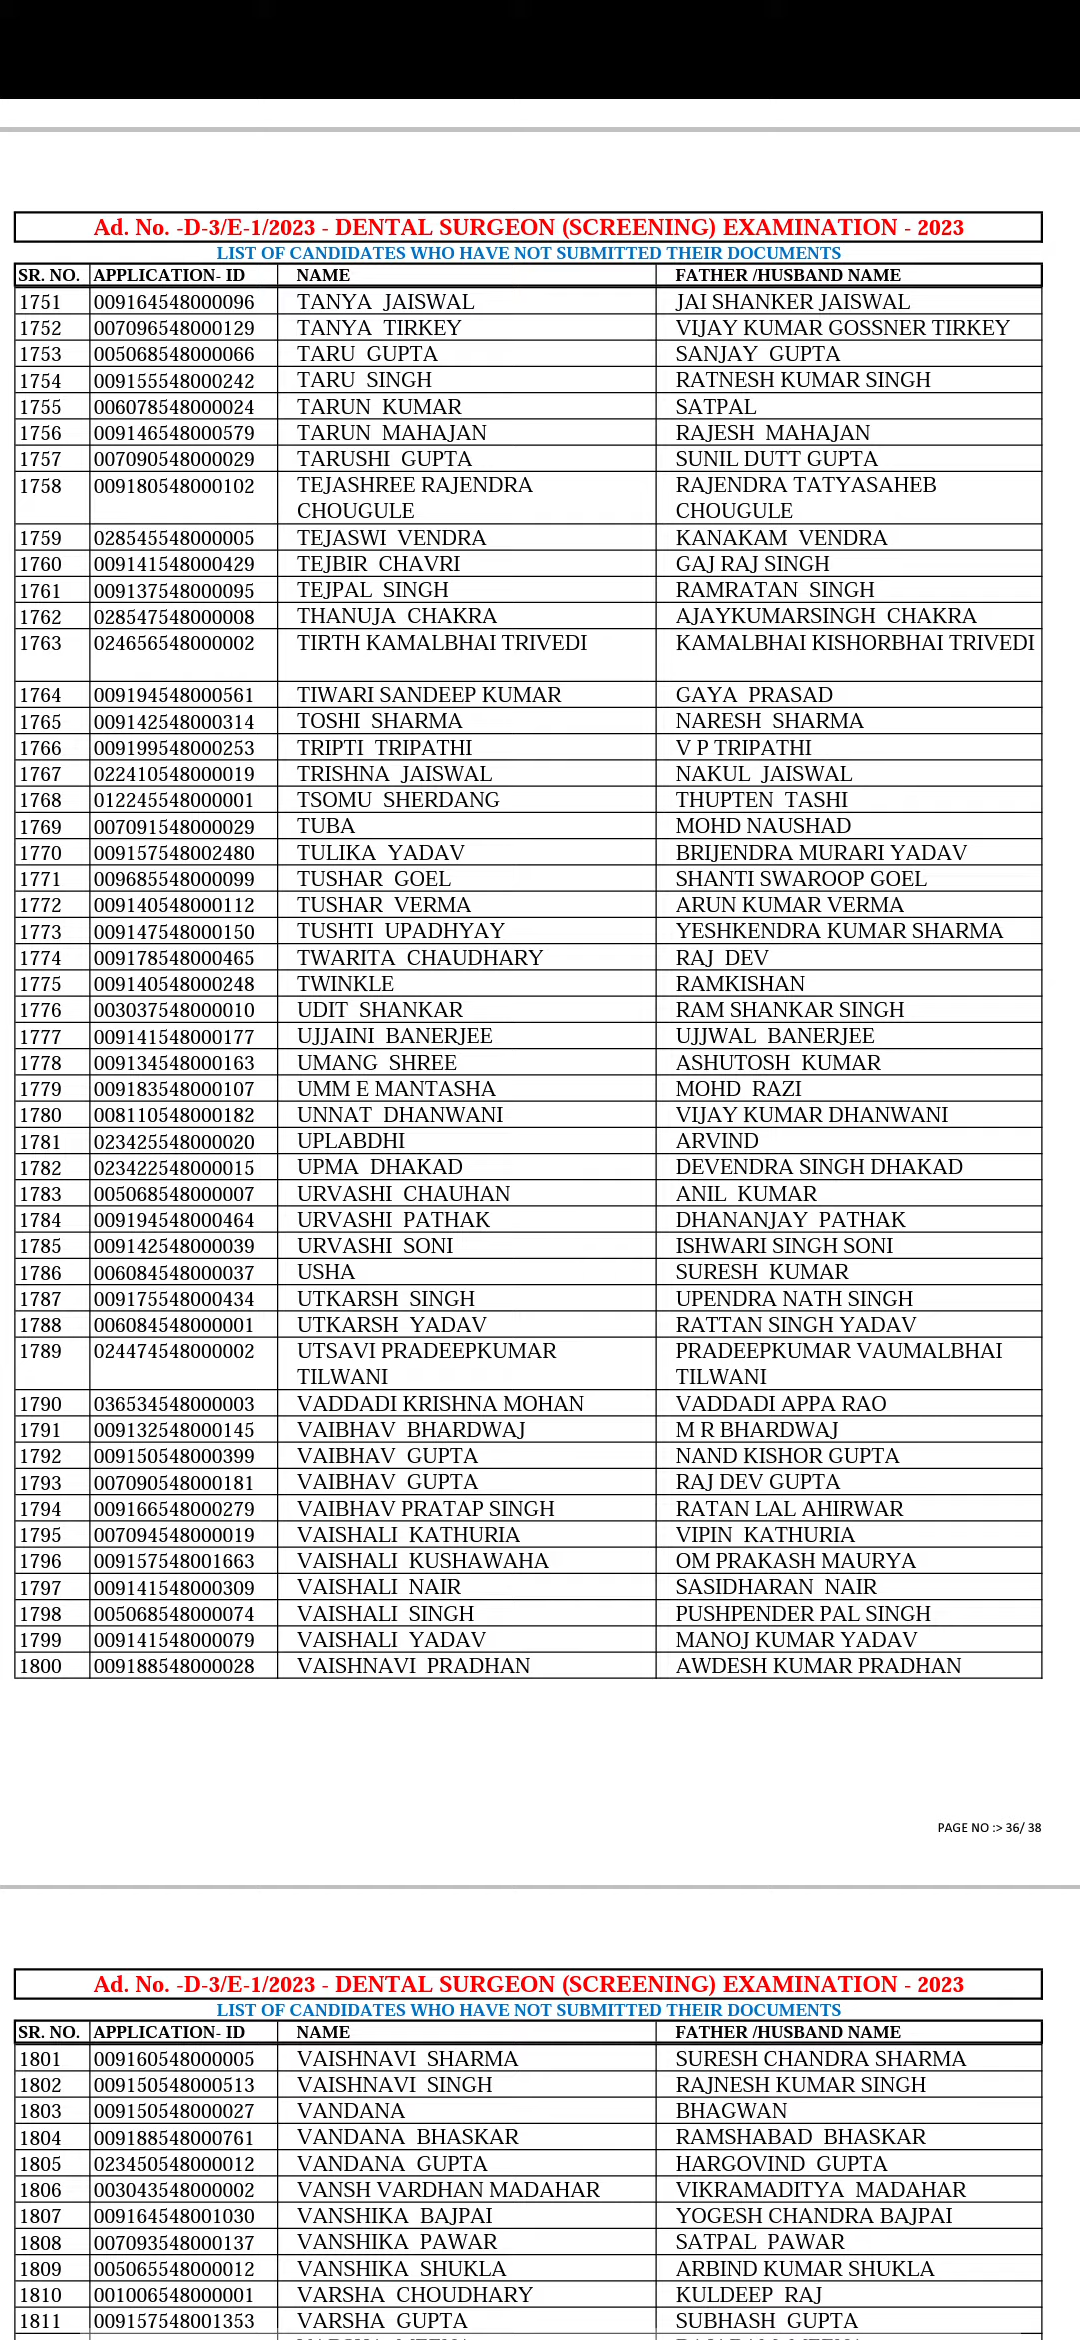 Ad. No. -D-3/E-1/2023 - DENTAL SURGEON (SCREENING) EXAMINATION - 2023
LIST OF CANDIDATES WHO HAVE NOT SUBMITTED THEIR DOCUMENTS
SR. NO. APPLICATION- ID NAME FATHER /HUSBAND NAME
1751 009164548000096 TANYA JAISWAL JAI SHANKER JAISWAL
1752 007096548000129 TANYA TIRKEY VIJAY KUMAR GOSSNER TIRKEY
1753 005068548000066 TARU GUPTA SANJAY GUPTA
1754 009155548000242 TARU SINGH RATNESH KUMAR SINGH
1755 006078548000024 TARUN KUMAR SATPAL
1756 009146548000579 TARUN MAHAJAN RAJESH MAHAJAN
1757 007090548000029 TARUSHI GUPTA SUNIL DUTT GUPTA
1758 009180548000102 TEJASHREE RAJENDRA RAJENDRA TATYASAHEB
CHOUGULE CHOUGULE
1759 028545548000005 TEJASWI VENDRA KANAKAM VENDRA
1760 009141548000429 TEJBIR CHAVRI GAJ RAJ SINGH
1761 009137548000095 TEJPAL SINGH RAMRATAN SINGH
1762 028547548000008 THANUJA CHAKRA AJAYKUMARSINGH CHAKRA
1763 024656548000002 TIRTH KAMALBHAI TRIVEDI KAMALBHAI KISHORBHAI TRIVEDI
1764 009194548000561 TIWARI SANDEEP KUMAR GAYA PRASAD
1765 009142548000314 TOSHI SHARMA NARESH SHARMA
1766 009199548000253 TRIPTI TRIPATHI V P TRIPATHI
1767 022410548000019 TRISHNA JAISWAL NAKUL JAISWAL
1768 012245548000001 TSOMU SHERDANG THUPTEN TASHI
1769 007091548000029 TUBA MOHD NAUSHAD
1770 009157548002480 TULIKA YADAV BRIJENDRA MURARI YADAV
1771 009685548000099 TUSHAR GOEL SHANTI SWAROOP GOEL
1772 009140548000112 TUSHAR VERMA ARUN KUMAR VERMA
1773 009147548000150 TUSHTI UPADHYAY YESHKENDRA KUMAR SHARMA
1774 009178548000465 TWARITA CHAUDHARY RAJ DEV
1775 009140548000248 TWINKLE RAMKISHAN
1776 003037548000010 UDIT SHANKAR RAM SHANKAR SINGH
1777 009141548000177 UJJAINI BANERJEE UJJWAL BANERJEE
1778 009134548000163 UMANG SHREE ASHUTOSH KUMAR
1779 009183548000107 UMM E MANTASHA MOHD RAZI
1780 008110548000182 UNNAT DHANWANI VIJAY KUMAR DHANWANI
1781 023425548000020 UPLABDHI ARVIND
1782 023422548000015 UPMA DHAKAD DEVENDRA SINGH DHAKAD
1783 005068548000007 URVASHI CHAUHAN ANIL KUMAR
1784 009194548000464 URVASHI PATHAK DHANANJAY PATHAK
1785 009142548000039 URVASHI SONI ISHWARI SINGH SONI
1786 006084548000037 USHA SURESH KUMAR
1787 009175548000434 UTKARSH SINGH UPENDRA NATH SINGH
1788 006084548000001 UTKARSH YADAV RATTAN SINGH YADAV
1789 024474548000002 UTSAVI PRADEEPKUMAR PRADEEPKUMAR VAUMALBHAI
TILWANI TILWANI
1790 036534548000003 VADDADI KRISHNA MOHAN VADDADI APPA RAO
1791 009132548000145 VAIBHAV BHARDWAJ M R BHARDWAJ
1792 009150548000399 VAIBHAV GUPTA NAND KISHOR GUPTA
1793 007090548000181 VAIBHAV GUPTA RAJ DEV GUPTA
1794 009166548000279 VAIBHAV PRATAP SINGH RATAN LAL AHIRWAR
1795 007094548000019 VAISHALI KATHURIA VIPIN KATHURIA
1796 009157548001663 VAISHALI KUSHAWAHA OM PRAKASH MAURYA
1797 009141548000309 VAISHALI NAIR SASIDHARAN NAIR
1798 005068548000074 VAISHALI SINGH PUSHPENDER PAL SINGH
1799 009141548000079 VAISHALI YADAV MANOJ KUMAR YADAV
1800 009188548000028 VAISHNAVI PRADHAN AWDESH KUMAR PRADHAN
PAGE NO :> 36/ 38
Ad. No. -D-3/E-1/2023 - DENTAL SURGEON (SCREENING) EXAMINATION - 2023
LIST OF CANDIDATES WHO HAVE NOT SUBMITTED THEIR DOCUMENTS
SR. NO. APPLICATION- ID NAME FATHER /HUSBAND NAME
1801 009160548000005 VAISHNAVI SHARMA SURESH CHANDRA SHARMA
1802 009150548000513 VAISHNAVI SINGH RAJNESH KUMAR SINGH
1803 009150548000027 VANDANA BHAGWAN
1804 009188548000761 VANDANA BHASKAR RAMSHABAD BHASKAR
1805 023450548000012 VANDANA GUPTA HARGOVIND GUPTA
1806 003043548000002 VANSH VARDHAN MADAHAR VIKRAMADITYA MADAHAR
1807 009164548001030 VANSHIKA BAJPAI YOGESH CHANDRA BAJPAI
1808 007093548000137 VANSHIKA PAWAR SATPAL PAWAR
1809 005065548000012 VANSHIKA SHUKLA ARBIND KUMAR SHUKLA
1810 001006548000001 VARSHA CHOUDHARY KULDEEP RAJ
1811 009157548001353 VARSHA GUPTA SUBHASH GUPTA